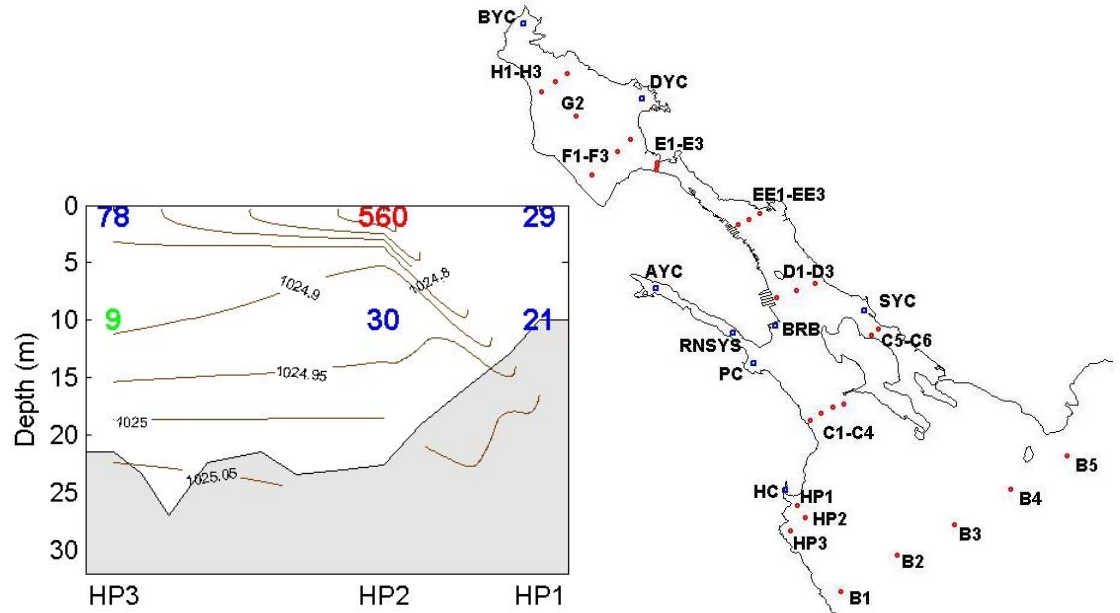 0
5
10
15
20
25
30
Depth (m)
78
560
29
9
30
21
1024.8
1024.9
1024.95
1025
1025.05
HP3
HP2
HP1
BYC
H1-H3
DYC
G2
F1-F3
E1-E3
EE1-EE3
AYC
D1-D3
SYC
RNSYS
BRB
C5-C6
PC
C1-C4
HC
HP1
HP2
HP3
B5
B4
B3
B2
B1